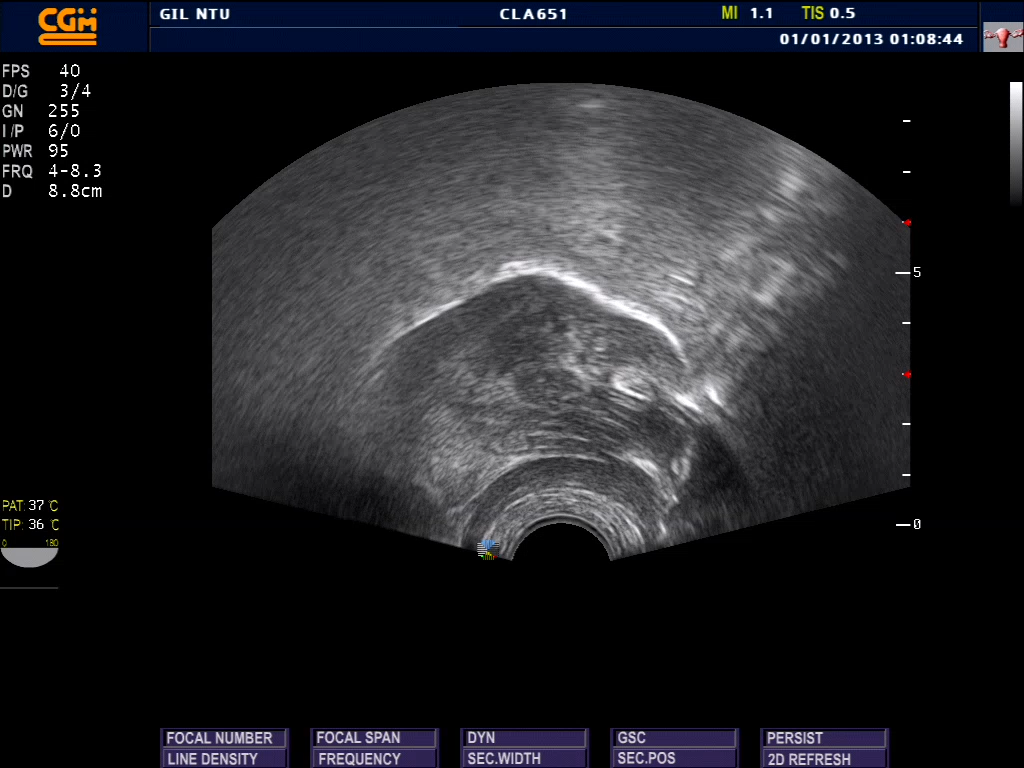 CGM
GIL NTU CLA651 MI 1.1 TIS 0.5
01/01/2013 01:08:44
FPS 40
D/G 3/4
GN 255
I/P 6/0
PWR 95
FRQ 4-8.3
D 8.8cm
5
PAT: 37 °C
TIP: 36 °C
0 180
0
FOCAL NUMBER FOCAL SPAN DYN GSC PERSIST
LINE DENSITY FREQUENCY SEC.WIDTH SEC.POS 2D REFRESH